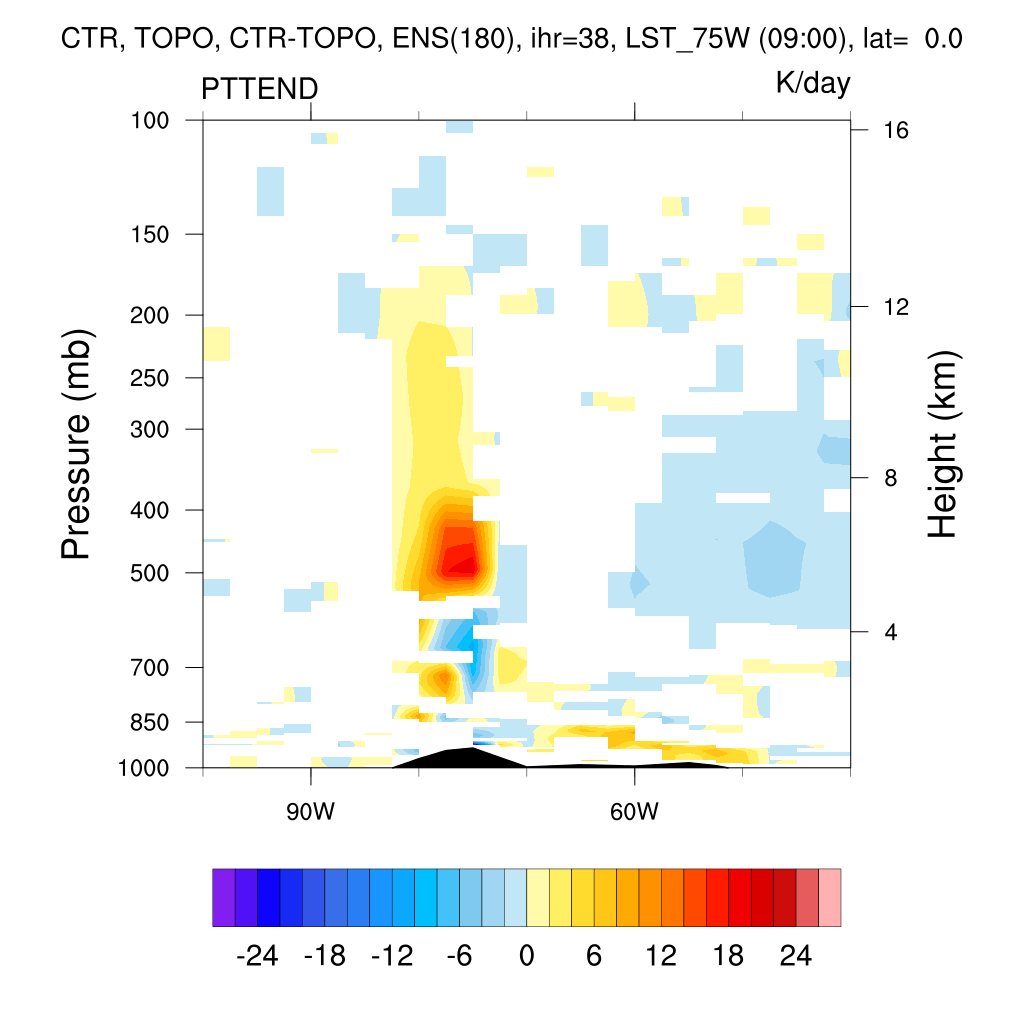 CTR, TOPO, CTR-TOPO, ENS(180), ihr=38, LST_75W (09:00), lat= 0.0
PTTEND K/day
100
150
200
250
300
400
500
700
850
1000
Pressure (mb)
16
12
8
4
Height (km)
90W 60W
-24 -18 -12 -6 0 6 12 18 24